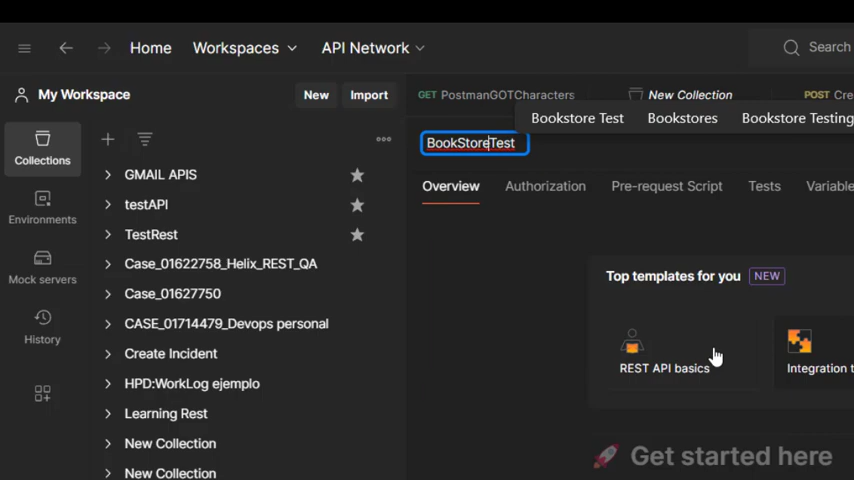 Home Workspaces API Network Search
My Workspace New Import
GET PostmanGOTCharacters New Collection POST Cre
Bookstore Test Bookstores Bookstore Testing
BookStoreTest
Collections
Environments
Mock servers
History
GMAIL APIS
testAPI
TestRest
Case_01622758_Helix_REST_QA
Case_01627750
CASE_01714479_Devops personal
Create Incident
HPD:WorkLog ejemplo
Learning Rest
New Collection
New Collection
Overview Authorization Pre-request Script Tests Variable
Top templates for you NEW
REST API basics Integration t
Get started here